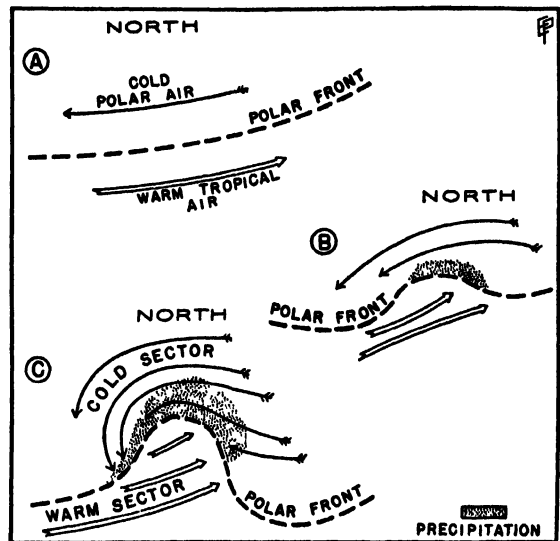 NORTH
A
COLD
POLAR AIR
POLAR FRONT
WARM TROPICAL
AIR
NORTH
B
POLAR FRONT
NORTH
C
COLD SECTOR
WARM SECTOR
POLAR FRONT
PRECIPITATION